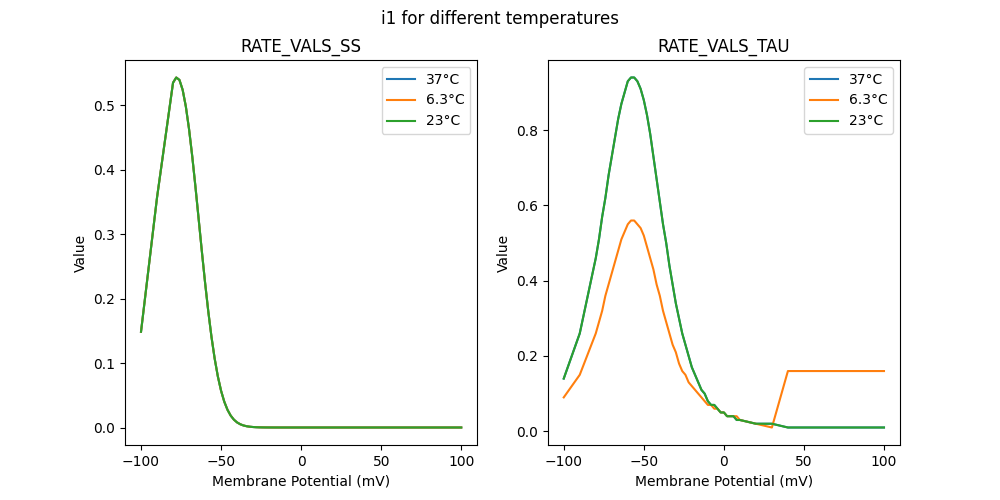 i1 for different temperatures
RATE_VALS_SS
37°C
6.3°C
23°C
Value
0.5
0.4
0.3
0.2
0.1
0.0
−100 −50 0 50 100
Membrane Potential (mV)
RATE_VALS_TAU
37°C
6.3°C
23°C
Value
0.8
0.6
0.4
0.2
0.0
−100 −50 0 50 100
Membrane Potential (mV)